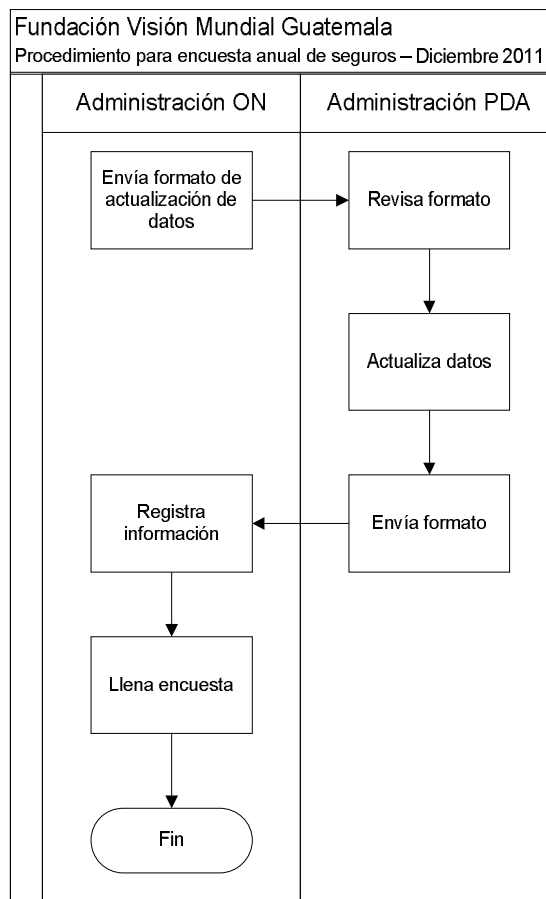 Fundación Visión Mundial Guatemala
Procedimiento para encuesta anual de seguros – Diciembre 2011
Administración ON
Administración PDA
Envía formato de
actualización de
datos
Revisa formato
Actualiza datos
Registra
información
Envía formato
Llena encuesta
Fin